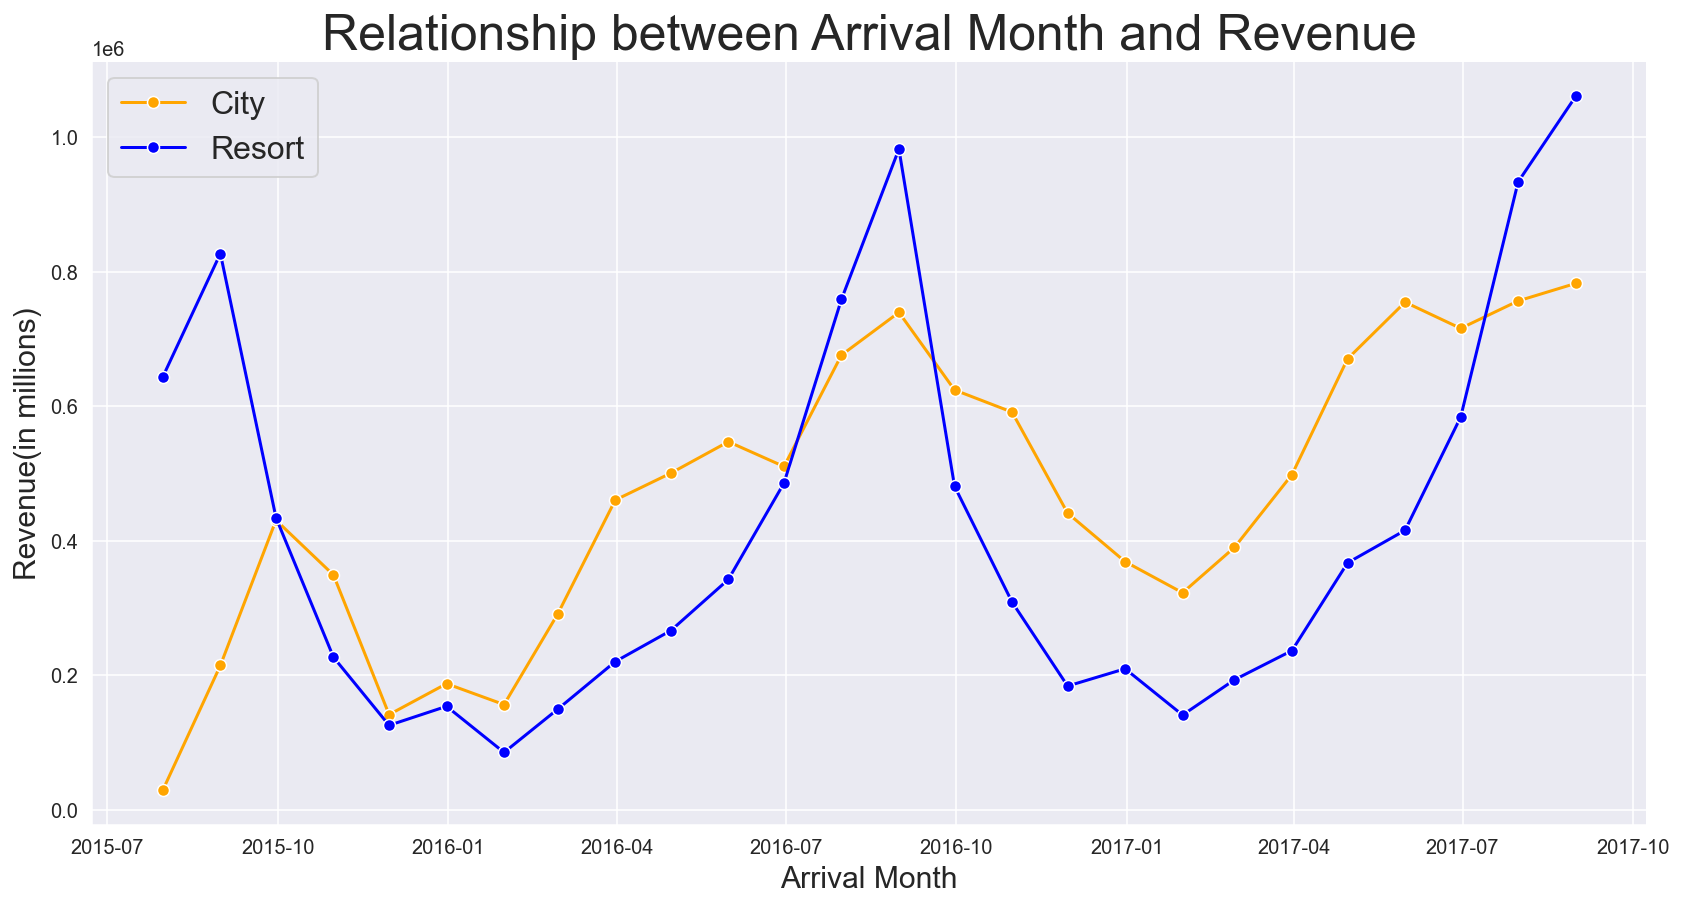 Relationship between Arrival Month and Revenue
1e6
City
Resort
1.0
0.8
0.6
0.4
0.2
0.0
Revenue(in millions)
2015-07 2015-10 2016-01 2016-04 2016-07 2016-10 2017-01 2017-04 2017-07 2017-10
Arrival Month